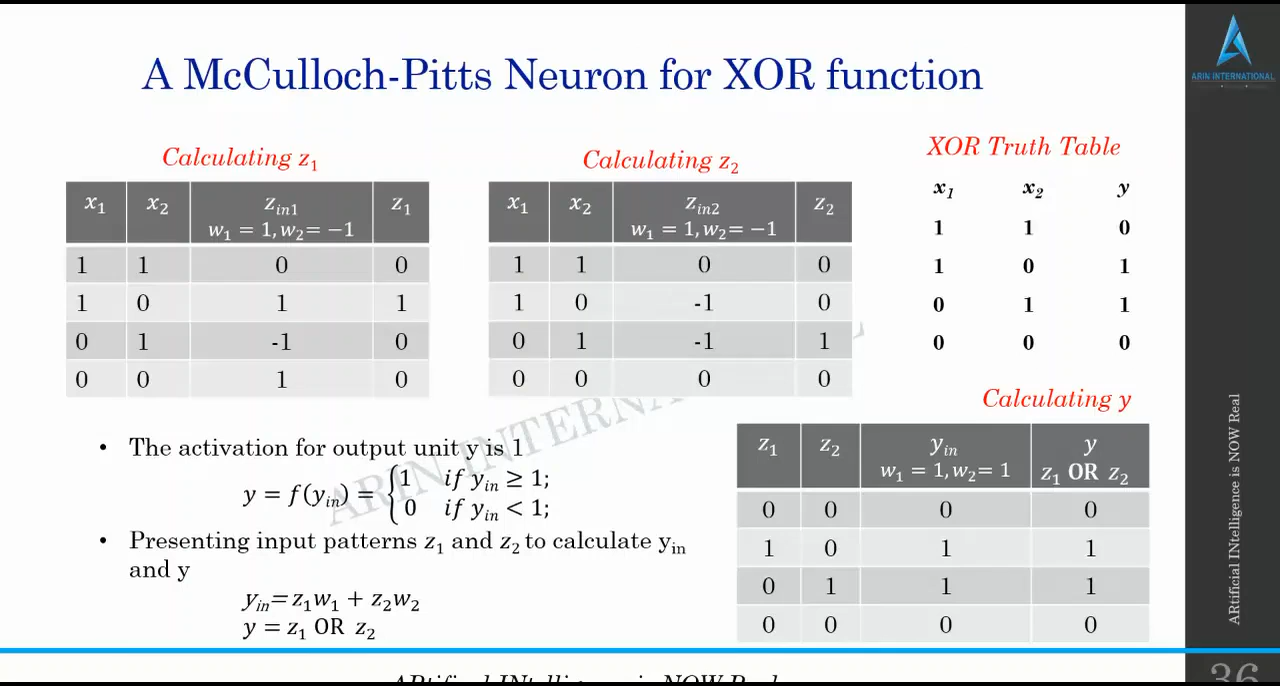 A McCulloch-Pitts Neuron for XOR function
ARIN INTERNATIONAL
Calculating z₁
x₁ x₂ z_in1 z₁
w₁ = 1, w₂= −1
1 1 0 0
1 0 1 1
0 1 -1 0
0 0 1 0
Calculating z₂
x₁ x₂ z_in2 z₂
w₁ = 1, w₂= −1
1 1 0 0
1 0 -1 0
0 1 -1 1
0 0 0 0
XOR Truth Table
x₁ x₂ y
1 1 0
1 0 1
0 1 1
0 0 0
• The activation for output unit y is 1
y = f(y_in) = { 1 if y_in ≥ 1;
0 if y_in < 1;
• Presenting input patterns z₁ and z₂ to calculate y_in
and y
y_in=z₁w₁ + z₂w₂
y = z₁ OR z₂
Calculating y
z₁ z₂ y_in y
w₁ = 1, w₂= 1 z₁ OR z₂
0 0 0 0
1 0 1 1
0 1 1 1
0 0 0 0
ARIN INTERNA
ARtificial INtelligence is NOW Real
ARtificial INtelligence is NOW Real
36